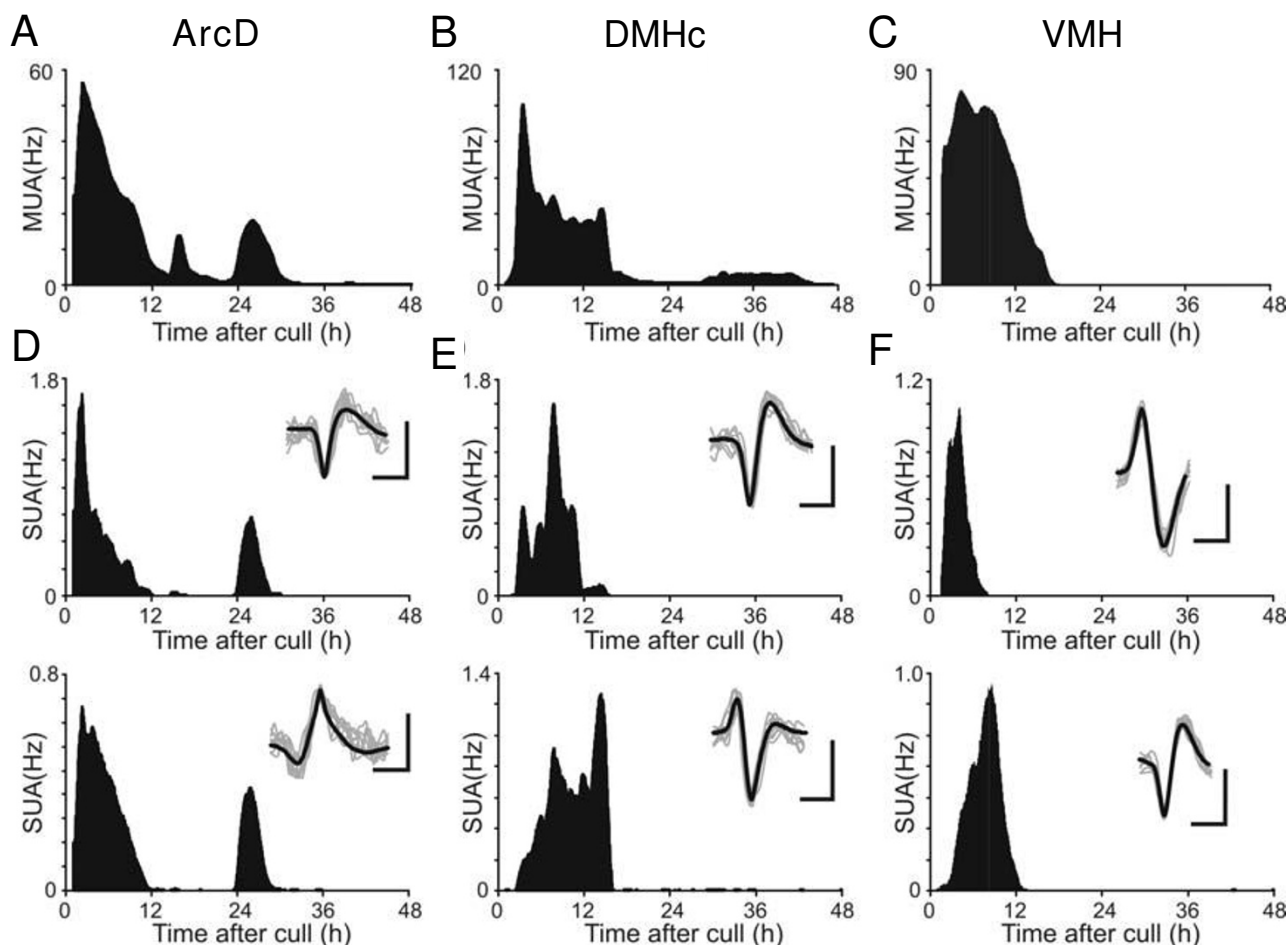 A ArcD B DMHc C VMH
60 120 90
MUA(Hz) MUA(Hz) MUA(Hz)
0 0 0
0 12 24 36 48 0 12 24 36 48 0 12 24 36 48
Time after cull (h) Time after cull (h) Time after cull (h)
D E F
1.8 1.8 1.2
SUA(Hz) SUA(Hz) SUA(Hz)
0 0 0
0 12 24 36 48 0 12 24 36 48 0 12 24 36 48
Time after cull (h) Time after cull (h) Time after cull (h)
0.8 1.4 1.0
SUA(Hz) SUA(Hz) SUA(Hz)
0 0 0
0 12 24 36 48 0 12 24 36 48 0 12 24 36 48
Time after cull (h) Time after cull (h) Time after cull (h)